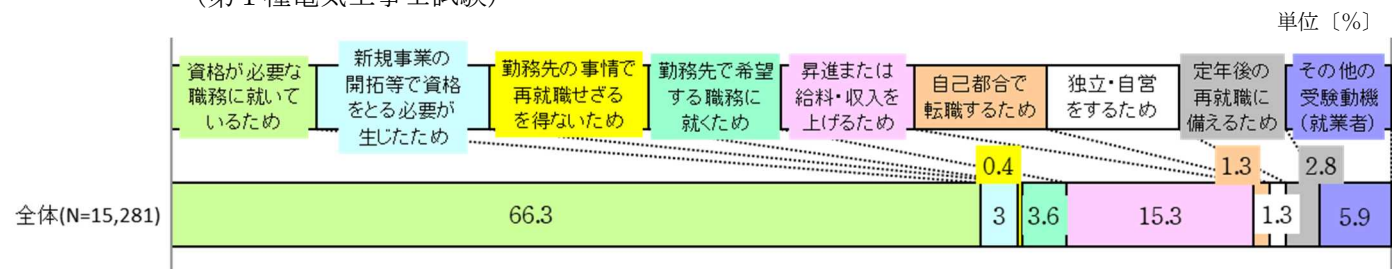 (第1種電気工事士試験)
単位〔%〕
資格が必要な
職務に就いて
いるため
新規事業の
開拓等で資格
をとる必要が
生じたため
勤務先の事情で
再就職せざる
を得ないため
勤務先で希望
する職務に
就くため
昇進または
給料・収入を
上げるため
自己都合で
転職するため
独立・自営
をするため
定年後の
再就職に
備えるため
その他の
受験動機
(就業者)
0.4
1.3
2.8
全体(N=15,281)
66.3
3
3.6
15.3
1.3
5.9